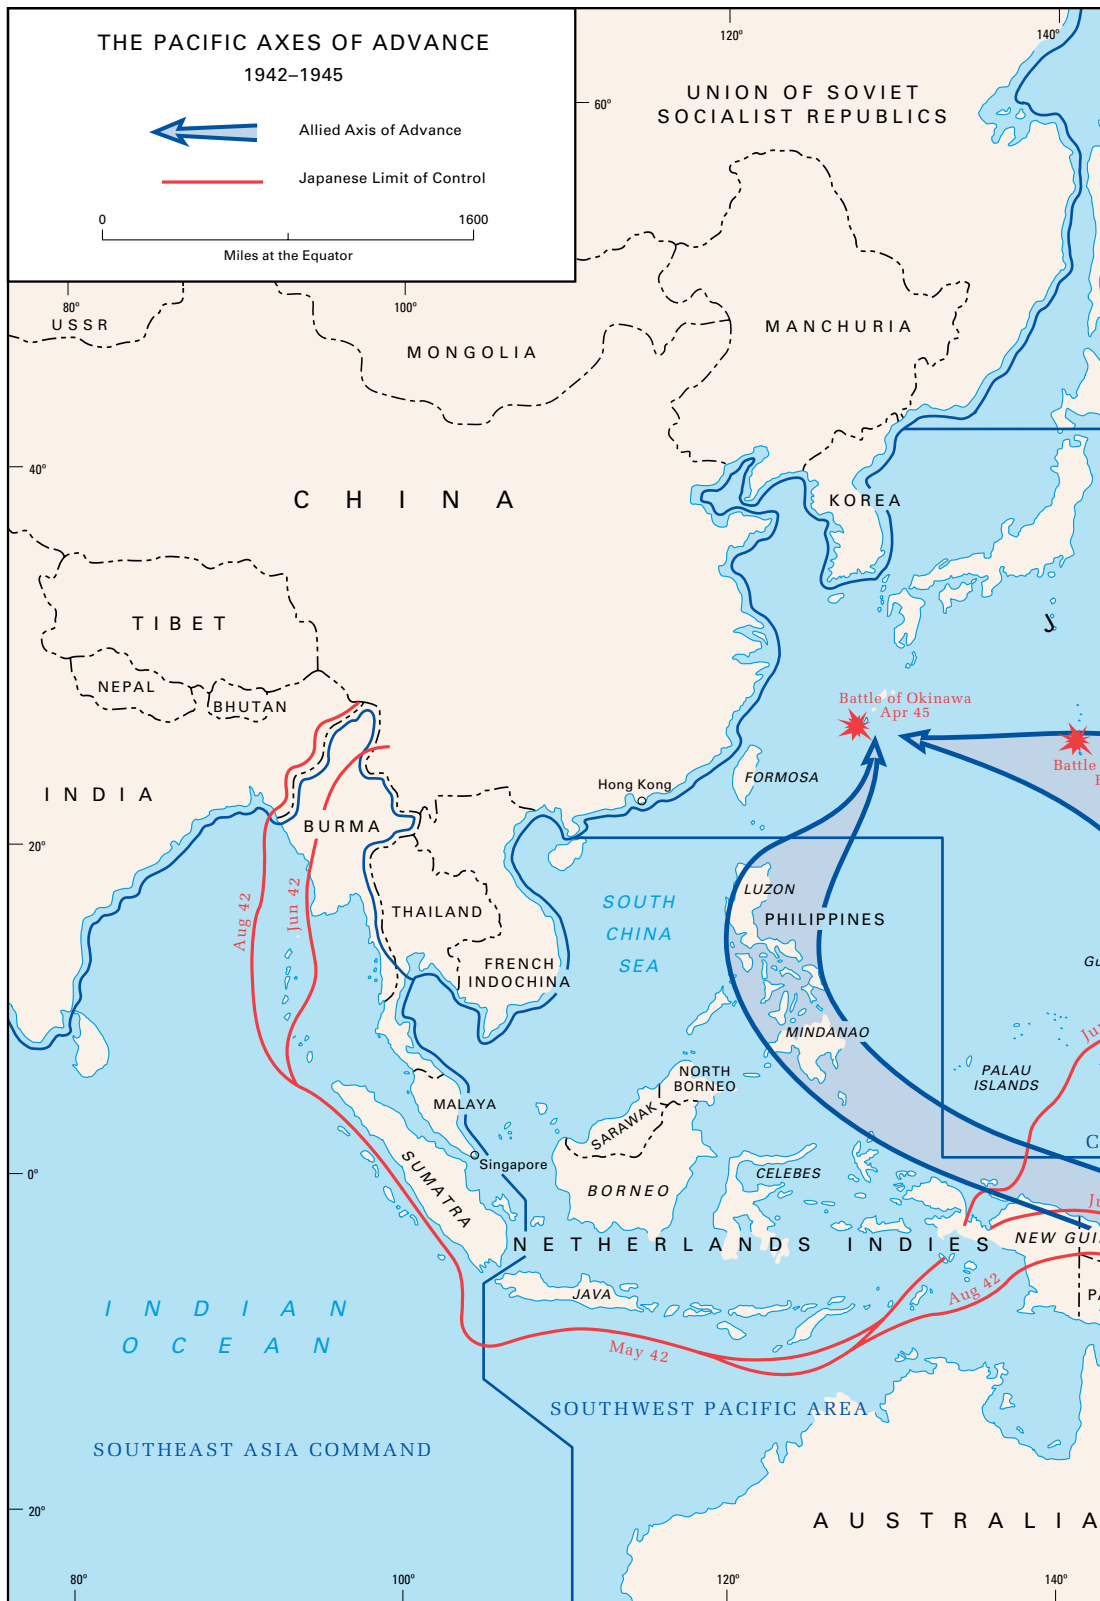 THE PACIFIC AXES OF ADVANCE
1942–1945
Allied Axis of Advance
Japanese Limit of Control
0 1600
Miles at the Equator
120°
140°
60°
UNION OF SOVIET
SOCIALIST REPUBLICS
80°
100°
USSR
MONGOLIA
MANCHURIA
40°
CHINA
KOREA
TIBET
J
NEPAL
BHUTAN
Battle of Okinawa
Apr 45
Battle
INDIA
FORMOSA
Hong Kong
BURMA
20°
Aug 42
Jun 42
THAILAND
FRENCH
INDOCHINA
SOUTH
CHINA
SEA
LUZON
PHILIPPINES
Gu
MINDANAO
Ju
PALAU
ISLANDS
NORTH
BORNEO
MALAYA
SARAWAK
C
Singapore
0°
SUMATRA
BORNEO
CELEBES
Ju
NETHERLANDS INDIES
NEW GUI
JAVA
Aug 42
PA
INDIAN
OCEAN
May 42
SOUTHWEST PACIFIC AREA
SOUTHEAST ASIA COMMAND
20°
AUSTRALIA
80°
100°
120°
140°